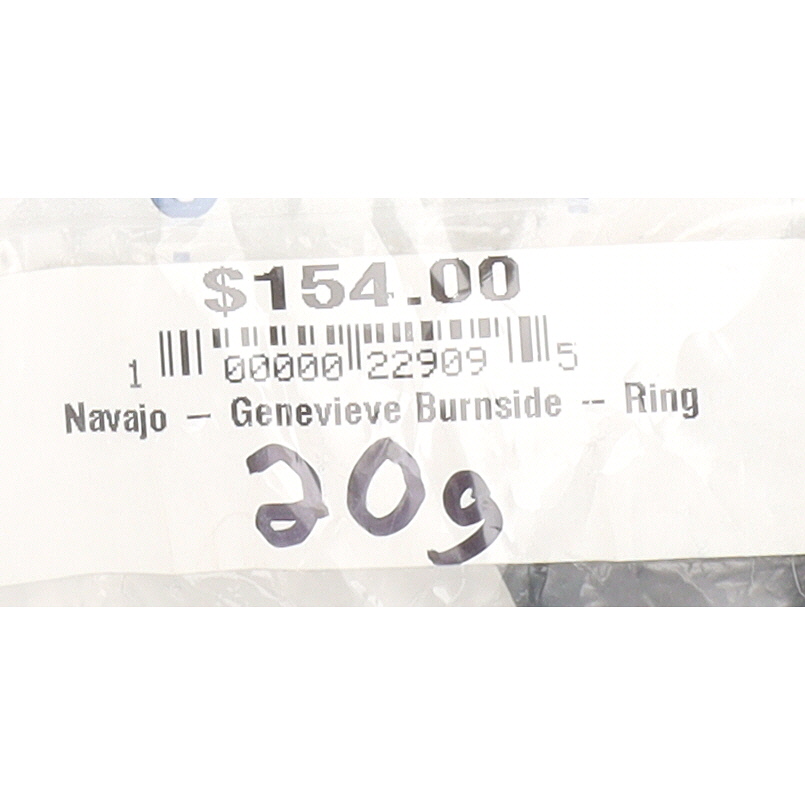 $154.00
1 00000 22909 5
Navajo - Genevieve Burnside -- Ring
20g